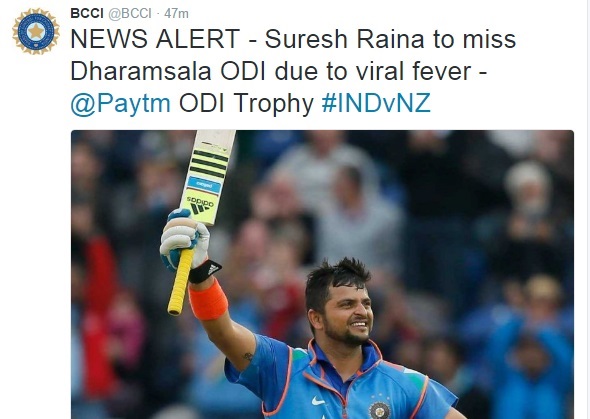 BCCI @BCCI · 47m
NEWS ALERT - Suresh Raina to miss
Dharamsala ODI due to viral fever -
@Paytm ODI Trophy #INDvNZ
adidas